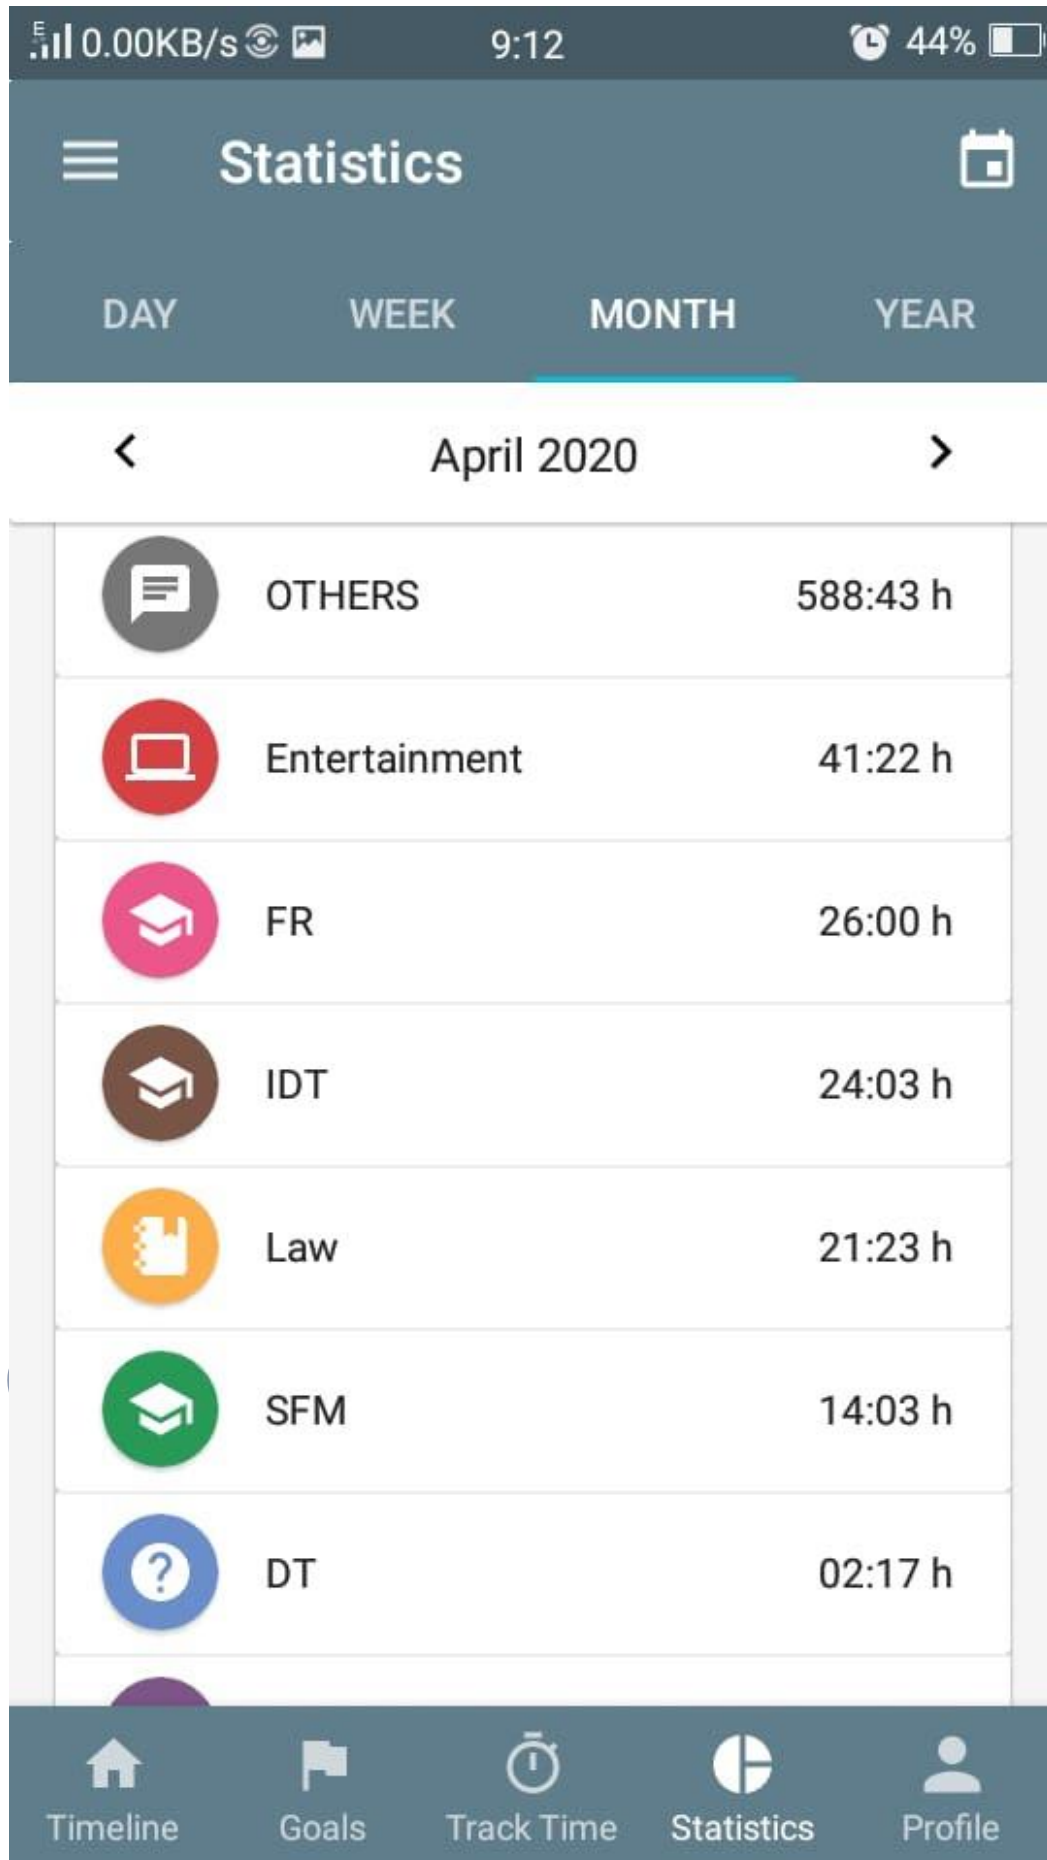 E 0.00KB/s 9:12 44%
Statistics
DAY WEEK MONTH YEAR
April 2020
OTHERS 588:43 h
Entertainment 41:22 h
FR 26:00 h
IDT 24:03 h
Law 21:23 h
SFM 14:03 h
? DT 02:17 h
Timeline Goals Track Time Statistics Profile